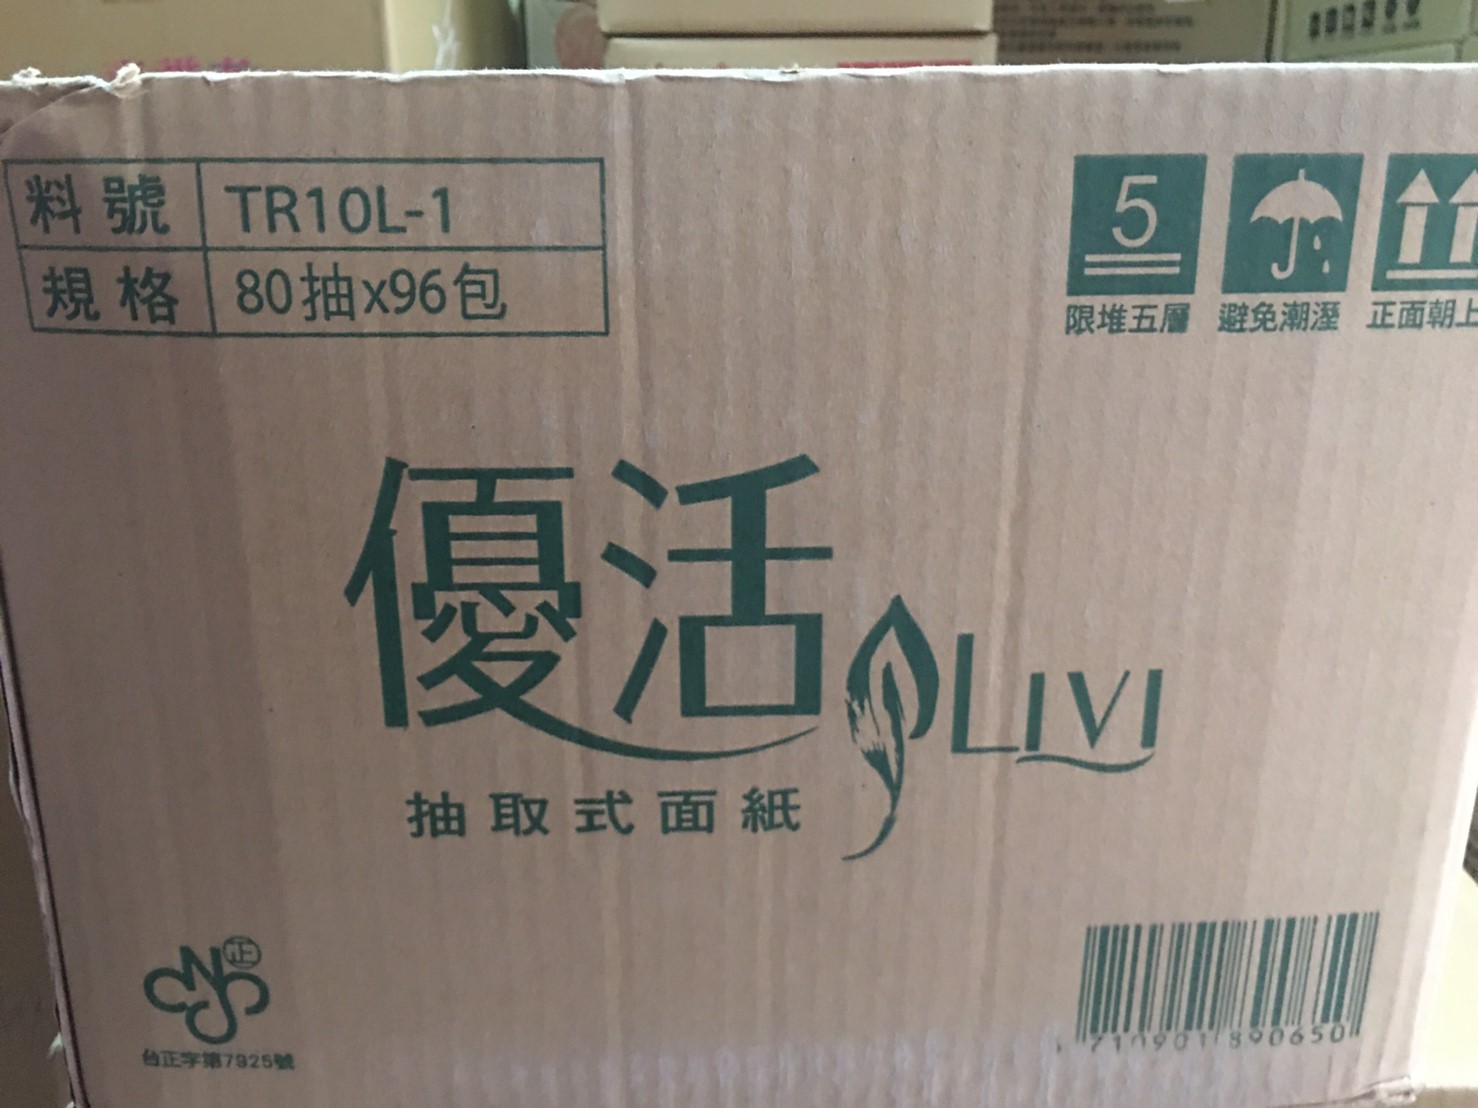 料號 TR10L-1
規格 80抽x96包
5
限堆五層 避免潮溼 正面朝上
優活 LIVI
抽取式面紙
正
台正字第7925號
710901890650